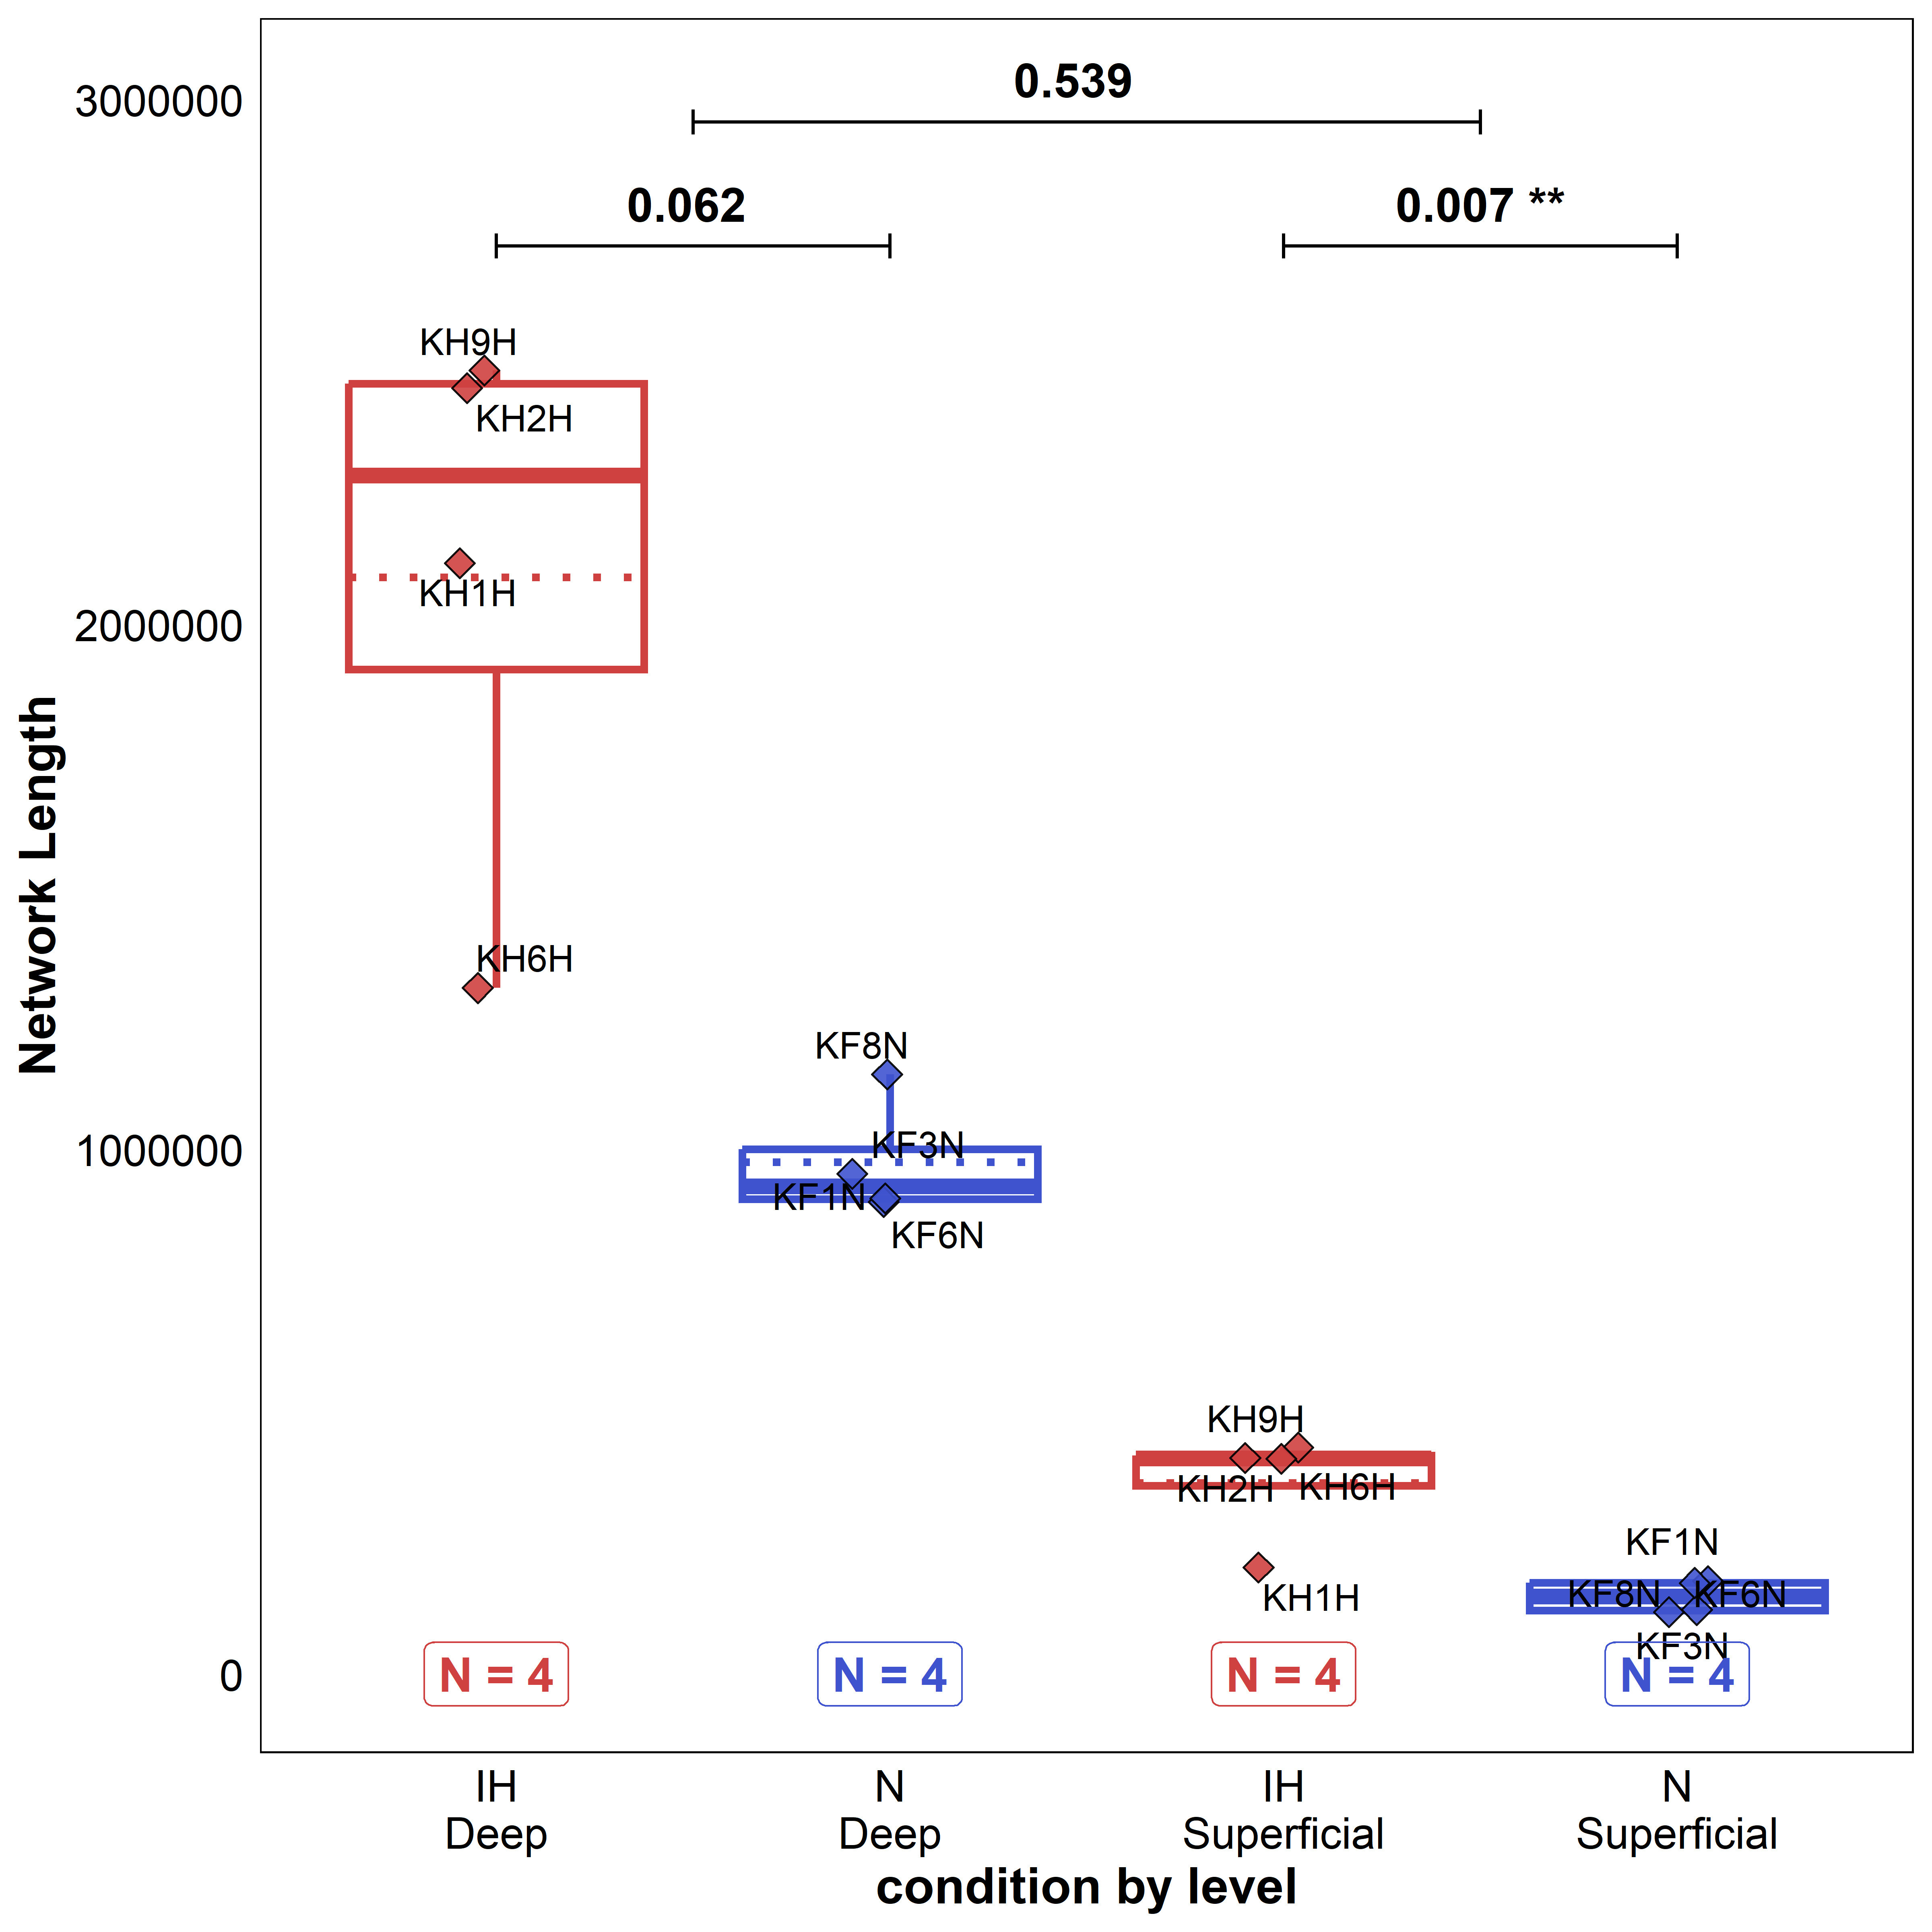 3000000
2000000
1000000
0
Network Length
0.539
0.062
0.007 **
KH9H
KH2H
KH1H
KH6H
KF8N
KF3N
KF1N
KF6N
KH9H
KH2H
KH6H
KH1H
KF1N
KF8N
KF6N
KF3N
N = 4
N = 4
N = 4
N = 4
IH
Deep
N
Deep
IH
Superficial
N
Superficial
condition by level